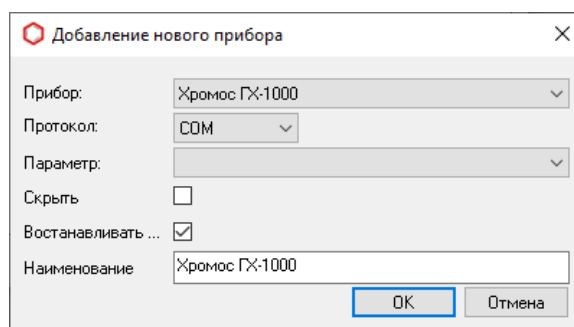 Добавление нового прибора
Прибор: Хромос ГХ-1000
Протокол: COM
Параметр:
Скрыть
Востанавливать ...
Наименование Хромос ГХ-1000
OK Отмена